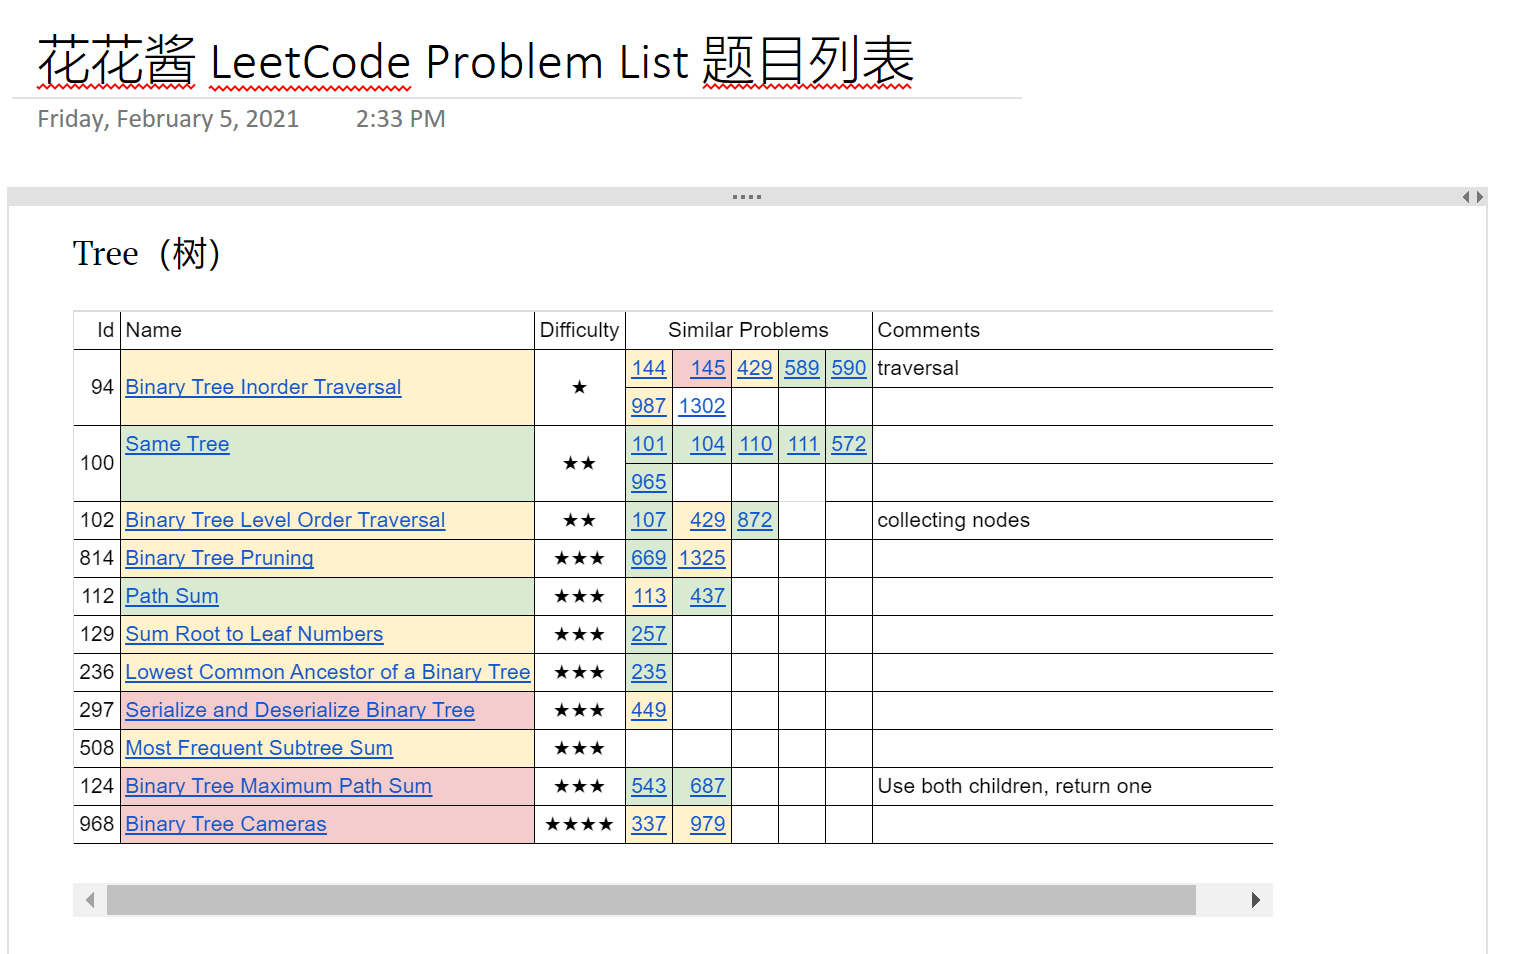 花花酱 LeetCode Problem List 题目列表
Friday, February 5, 2021 2:33 PM
Tree（树）
Id Name Difficulty Similar Problems Comments
94 Binary Tree Inorder Traversal ★ 144 145 429 589 590 traversal
987 1302
100 Same Tree ★★ 101 104 110 111 572
965
102 Binary Tree Level Order Traversal ★★ 107 429 872 collecting nodes
814 Binary Tree Pruning ★★★ 669 1325
112 Path Sum ★★★ 113 437
129 Sum Root to Leaf Numbers ★★★ 257
236 Lowest Common Ancestor of a Binary Tree ★★★ 235
297 Serialize and Deserialize Binary Tree ★★★ 449
508 Most Frequent Subtree Sum ★★★
124 Binary Tree Maximum Path Sum ★★★ 543 687 Use both children, return one
968 Binary Tree Cameras ★★★★ 337 979